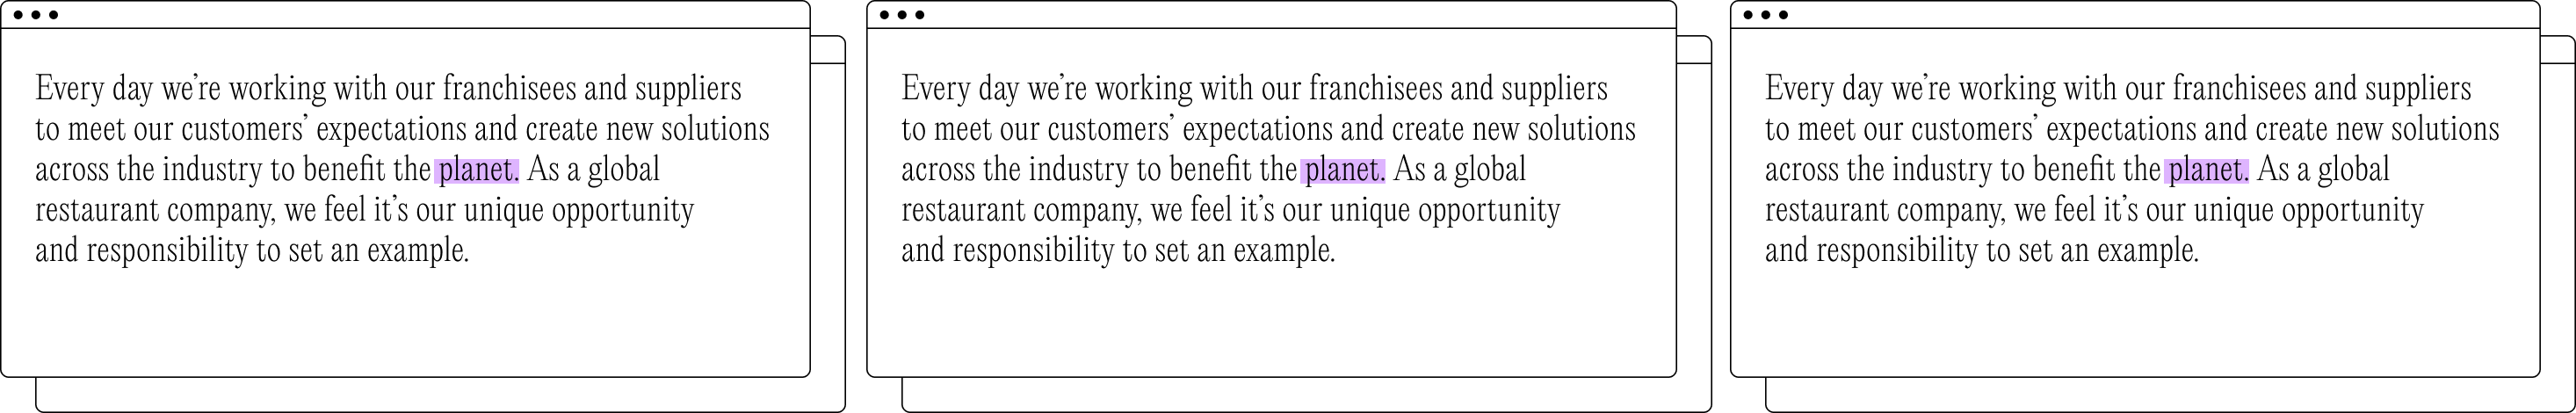 Every day we’re working with our franchisees and suppliers
to meet our customers’ expectations and create new solutions
across the industry to benefit the planet. As a global
restaurant company, we feel it’s our unique opportunity
and responsibility to set an example.
Every day we’re working with our franchisees and suppliers
to meet our customers’ expectations and create new solutions
across the industry to benefit the planet. As a global
restaurant company, we feel it’s our unique opportunity
and responsibility to set an example.
Every day we’re working with our franchisees and suppliers
to meet our customers’ expectations and create new solutions
across the industry to benefit the planet. As a global
restaurant company, we feel it’s our unique opportunity
and responsibility to set an example.